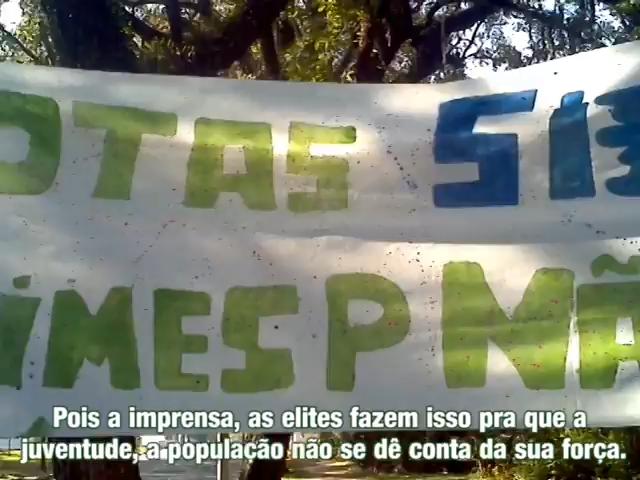 OTAS SIM
ÍMESP NÃ
Pois a imprensa, as elites fazem isso pra que a
juventude, a população não se dê conta da sua força.